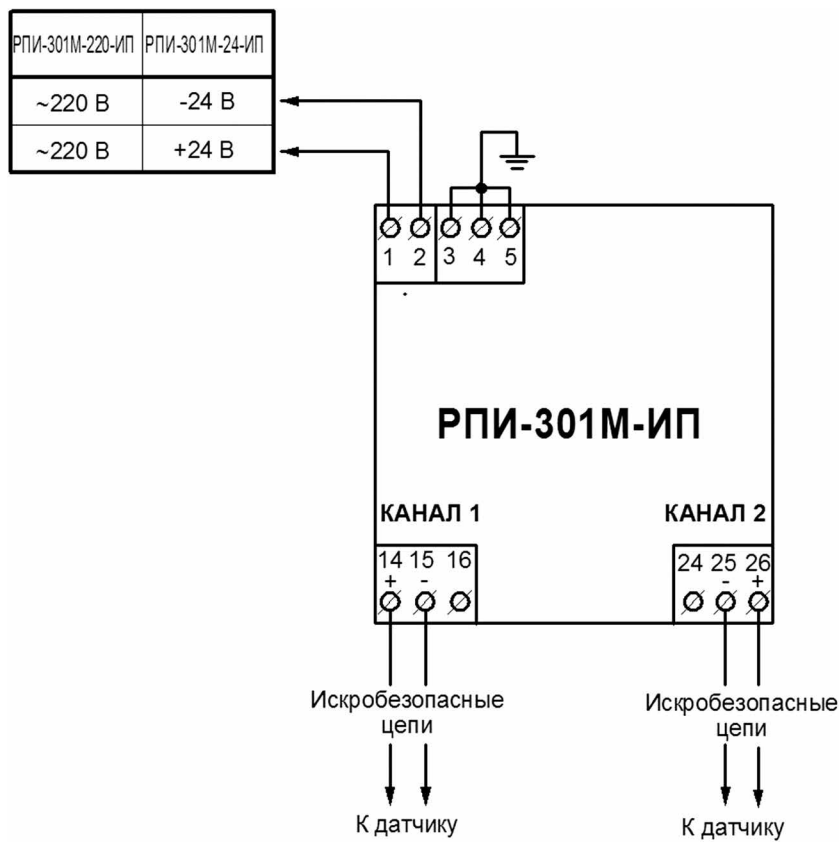 РПИ-301М-220-ИП РПИ-301М-24-ИП
~220 В -24 В
~220 В +24 В
1 2 3 4 5
РПИ-301М-ИП
КАНАЛ 1 КАНАЛ 2
14 15 16 24 25 26
+ - - +
Искробезопасные Искробезопасные
цепи цепи
К датчику К датчику